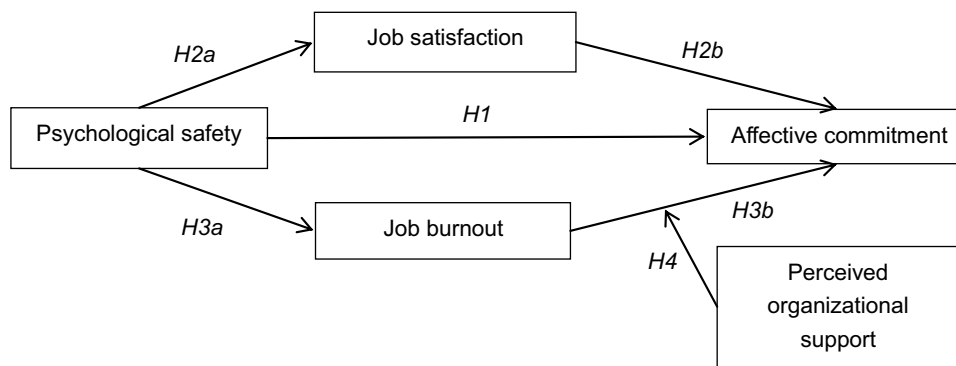 Job satisfaction
H2a
H2b
Psychological safety
H1
Affective commitment
H3a
Job burnout
H3b
H4
Perceived
organizational
support